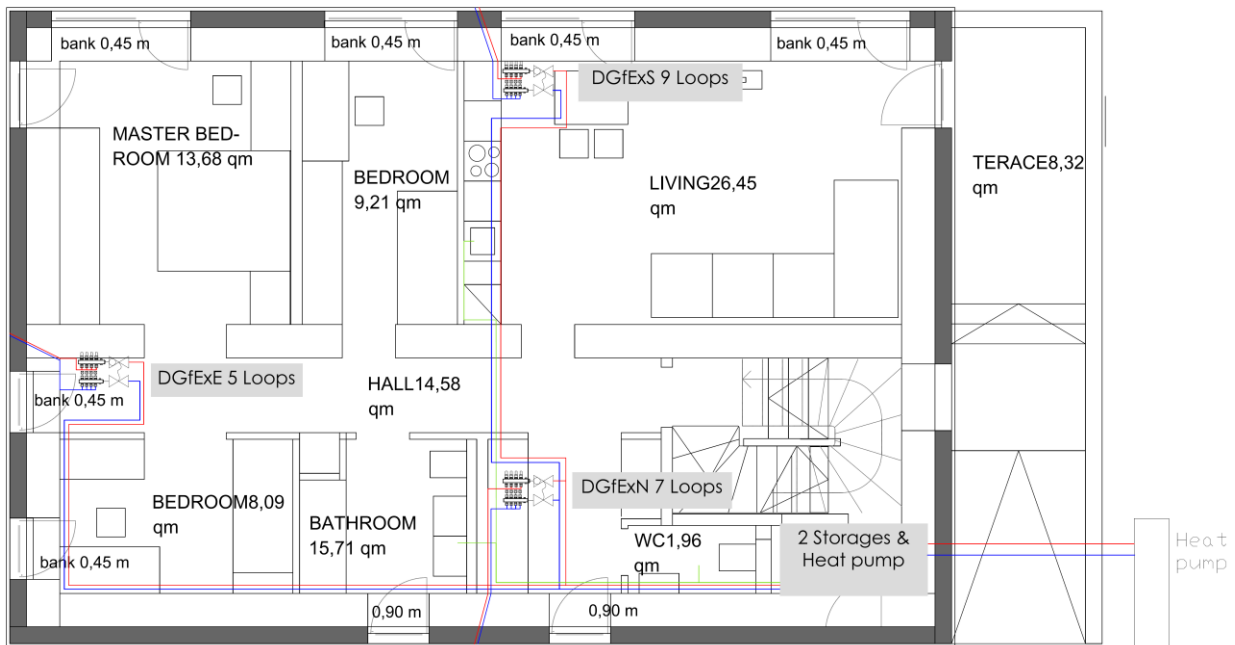 bank 0,45 m
bank 0,45 m
bank 0,45 m
bank 0,45 m
DGfExS 9 Loops
MASTER BED-
ROOM 13,68 qm
BEDROOM
9,21 qm
LIVING26,45
qm
TERACE8,32
qm
DGfExE 5 Loops
HALL14,58
qm
bank 0,45 m
DGfExN 7 Loops
BEDROOM8,09
qm
BATHROOM
15,71 qm
WC1,96
qm
2 Storages &
Heat pump
Heat
pump
bank 0,45 m
0,90 m
0,90 m